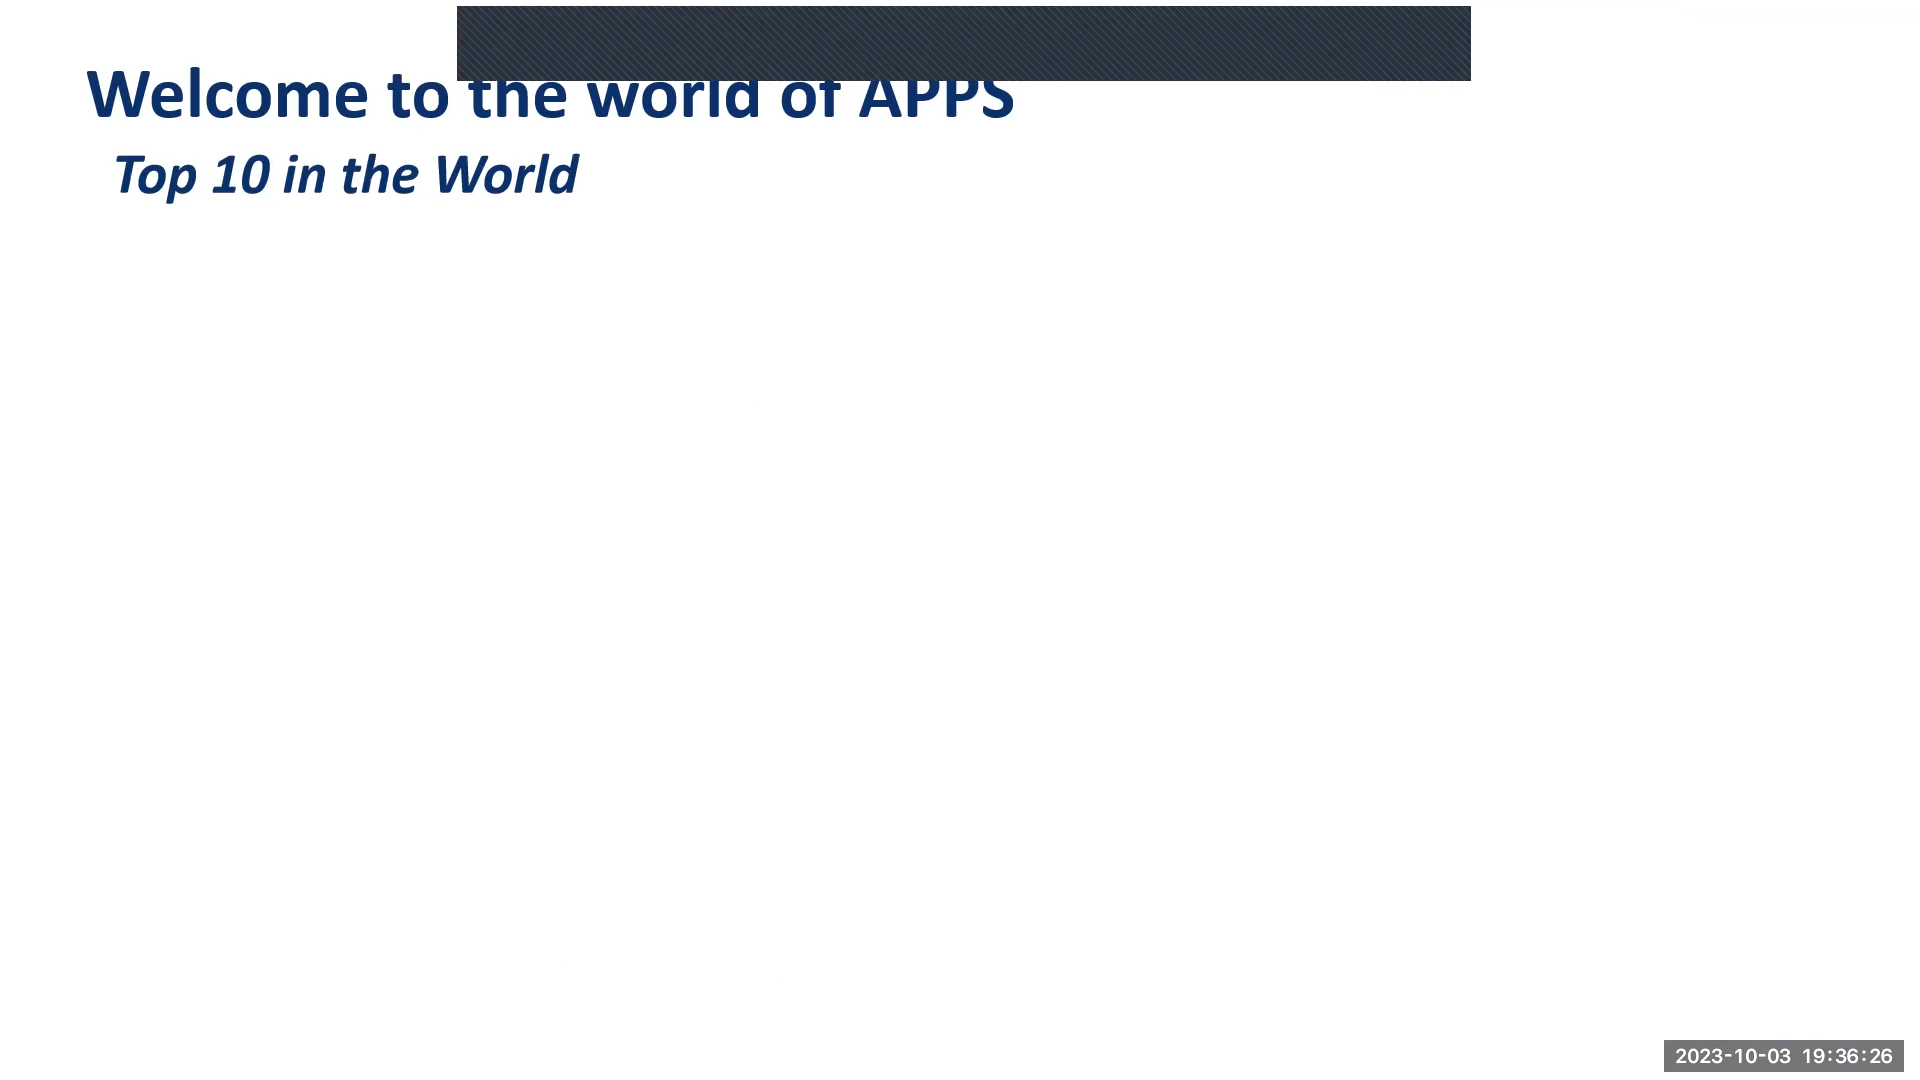 Welcome to the world of APPS
Top 10 in the World
2023-10-03 19:36:26